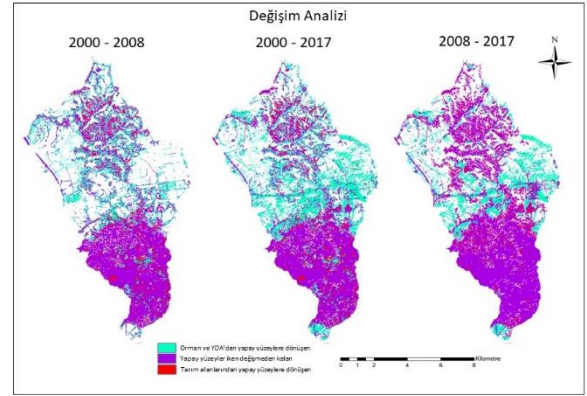 Değişim Analizi
2000 - 2008
2000 - 2017
2008 - 2017
N
Orman ve YDA'dan yapay yüzeylere dönüşen
Yapay yüzeyler iken değişmeden kalan
Tarım alanlarından yapay yüzeylere dönüşen
0 1 2 4 6 8 Kilometre